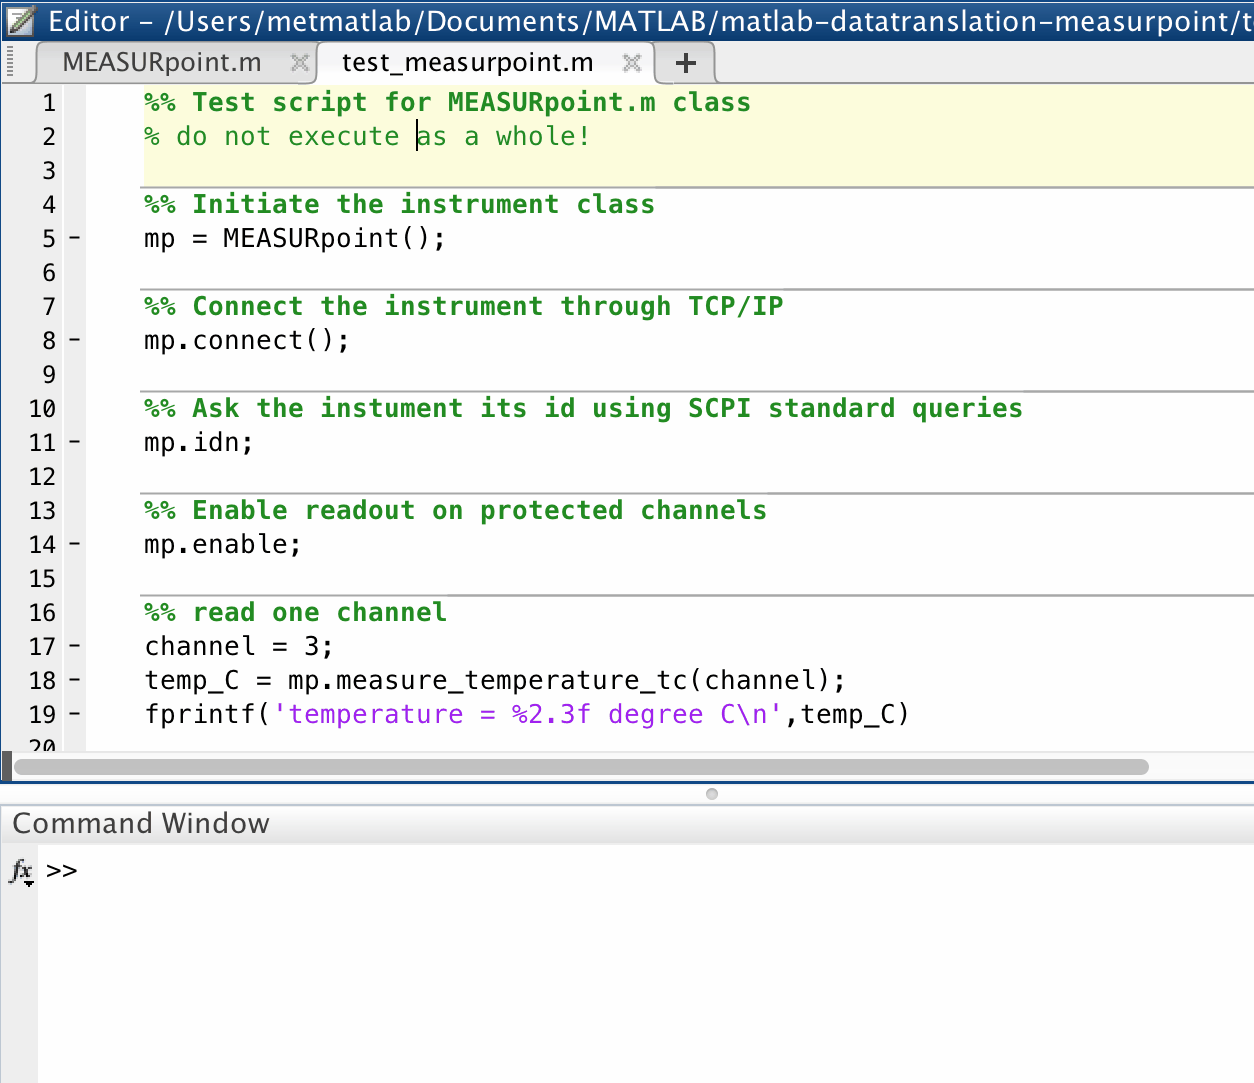 Editor – /Users/metmatlab/Documents/MATLAB/matlab-datatranslation-measurpoint/t
MEASURpoint.m
test_measurpoint.m
+
1 %% Test script for MEASURpoint.m class
2 % do not execute as a whole!
3
4 %% Initiate the instrument class
5 – mp = MEASURpoint();
6
7 %% Connect the instrument through TCP/IP
8 – mp.connect();
9
10 %% Ask the instument its id using SCPI standard queries
11 – mp.idn;
12
13 %% Enable readout on protected channels
14 – mp.enable;
15
16 %% read one channel
17 – channel = 3;
18 – temp_C = mp.measure_temperature_tc(channel);
19 – fprintf('temperature = %2.3f degree C\n',temp_C)
20
Command Window
fx >>